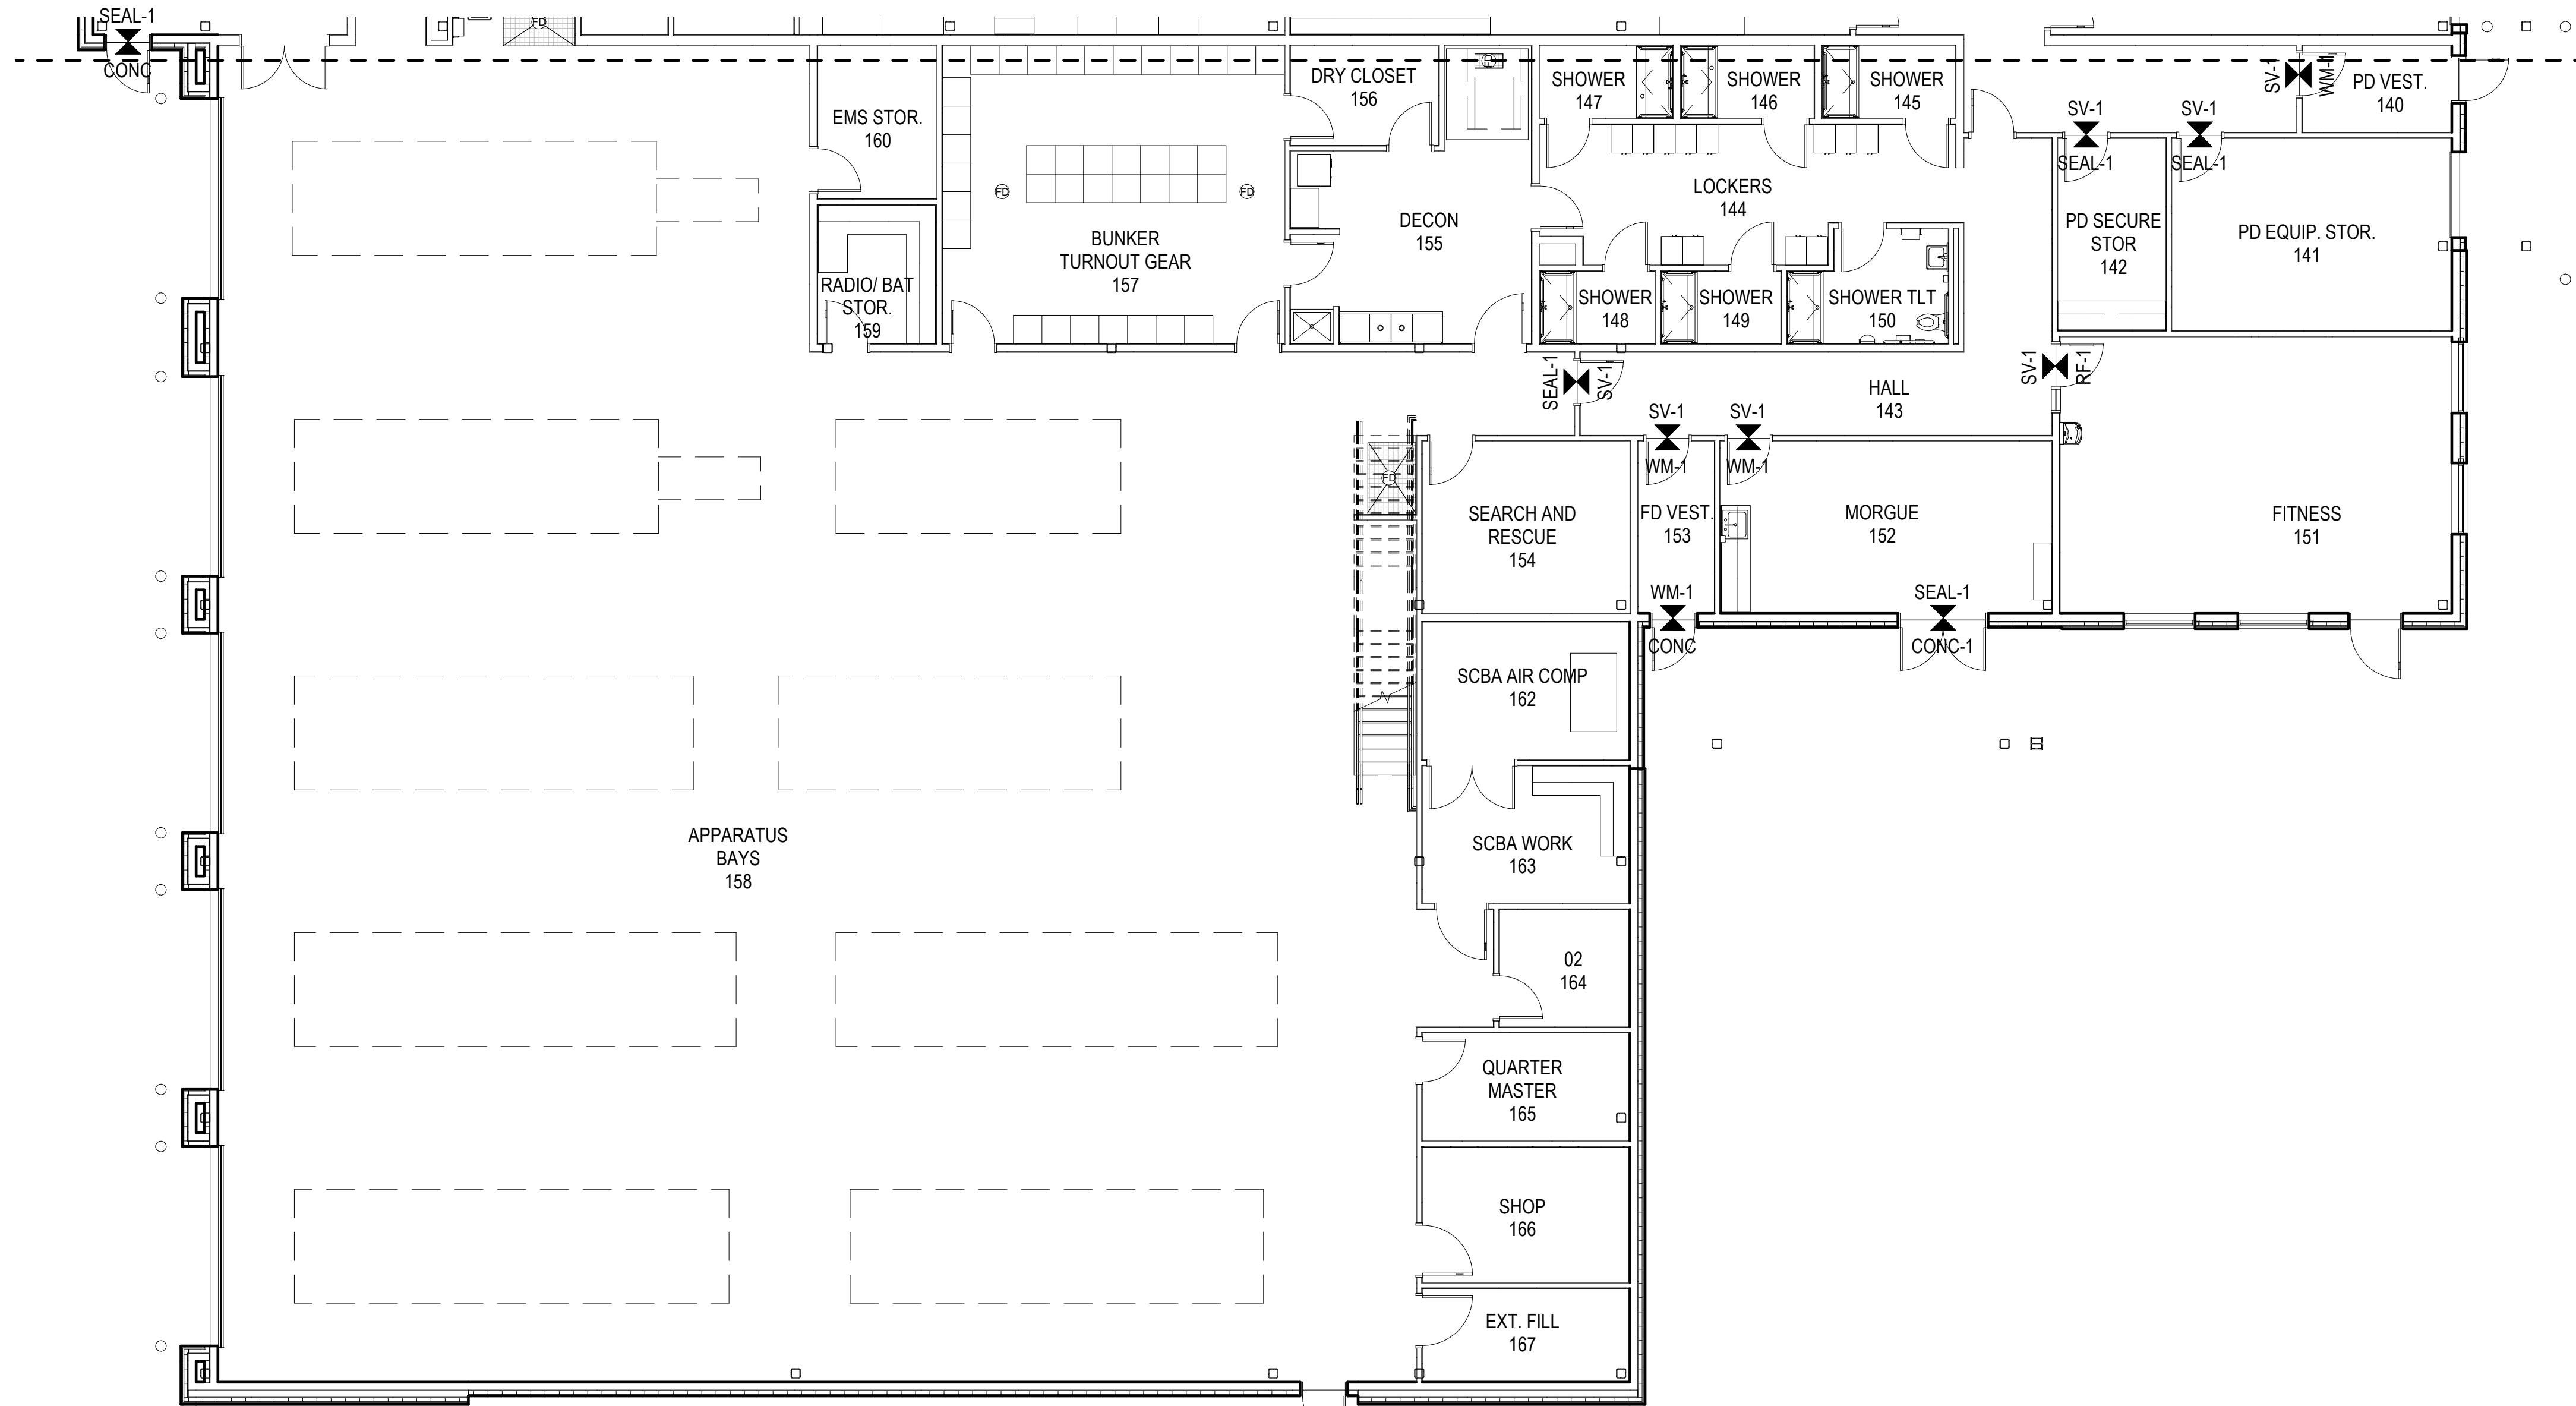 SEAL-1
CONC
FD
EMS STOR.
160
RADIO/ BAT
STOR.
159
FD
FD
BUNKER
TURNOUT GEAR
157
DRY CLOSET
156
DECON
155
SHOWER
147
SHOWER
146
SHOWER
145
LOCKERS
144
SHOWER
148
SHOWER
149
SHOWER TLT
150
SV-1
WM-1
PD VEST.
140
SV-1
SEAL-1
SV-1
SEAL-1
PD SECURE
STOR
142
PD EQUIP. STOR.
141
SEAL-1
SV-1
HALL
143
SV-1
RF-1
SV-1
WM-1
SV-1
WM-1
FD
SEARCH AND
RESCUE
154
FD VEST.
153
MORGUE
152
FITNESS
151
WM-1
CONC
SEAL-1
CONC-1
SCBA AIR COMP
162
APPARATUS
BAYS
158
SCBA WORK
163
02
164
QUARTER
MASTER
165
SHOP
166
EXT. FILL
167